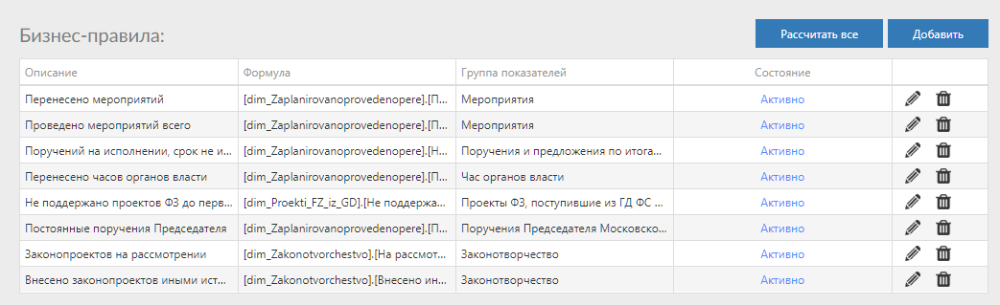 Бизнес-правила:
Рассчитать все Добавить
Описание Формула Группа показателей Состояние
Перенесено мероприятий [dim_Zaplanirovanoprovedenopere].[П... Мероприятия Активно
Проведено мероприятий всего [dim_Zaplanirovanoprovedenopere].[П... Мероприятия Активно
Поручений на исполнении, срок не и... [dim_Zaplanirovanoprovedenopere].[Н... Поручения и предложения по итога... Активно
Перенесено часов органов власти [dim_Zaplanirovanoprovedenopere].[П... Час органов власти Активно
Не поддержано проектов ФЗ до перв... [dim_Proekti_FZ_iz_GD].[Не поддержа... Проекты ФЗ, поступившие из ГД ФС ... Активно
Постоянные поручения Председателя [dim_Zaplanirovanoprovedenopere].[П... Поручения Председателя Московско... Активно
Законопроектов на рассмотрении [dim_Zakonotvorchestvo].[На рассмот... Законотворчество Активно
Внесено законопроектов иными ист... [dim_Zakonotvorchestvo].[Внесено ин... Законотворчество Активно